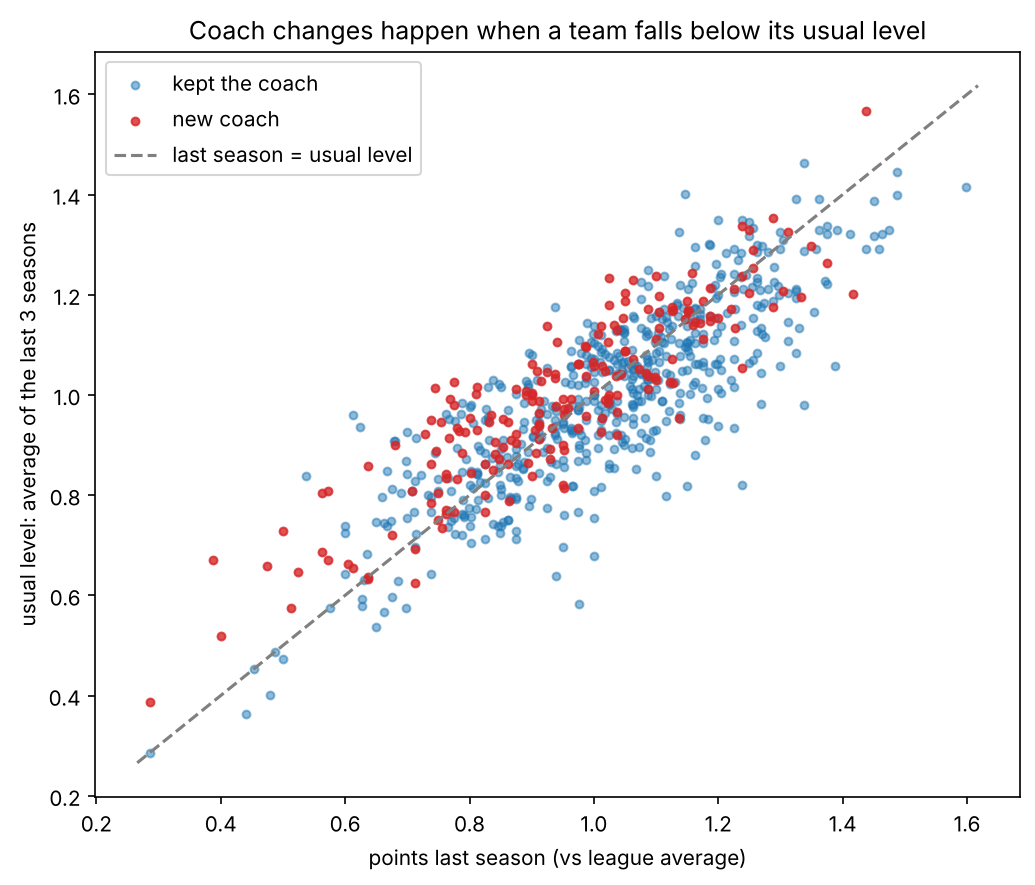 Coach changes happen when a team falls below its usual level
kept the coach
new coach
last season = usual level
usual level: average of the last 3 seasons
1.6
1.4
1.2
1.0
0.8
0.6
0.4
0.2
0.2 0.4 0.6 0.8 1.0 1.2 1.4 1.6
points last season (vs league average)